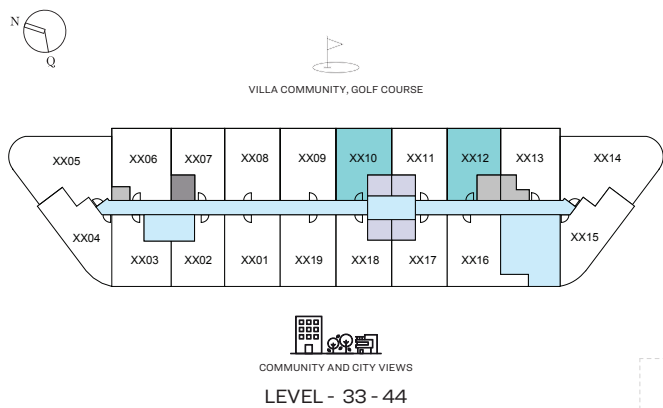 N
Q
VILLA COMMUNITY, GOLF COURSE
XX05
XX06
XX07
XX08
XX09
XX10
XX11
XX12
XX13
XX14
XX04
XX03
XX02
XX01
XX19
XX18
XX17
XX16
XX15
COMMUNITY AND CITY VIEWS
LEVEL - 33 - 44